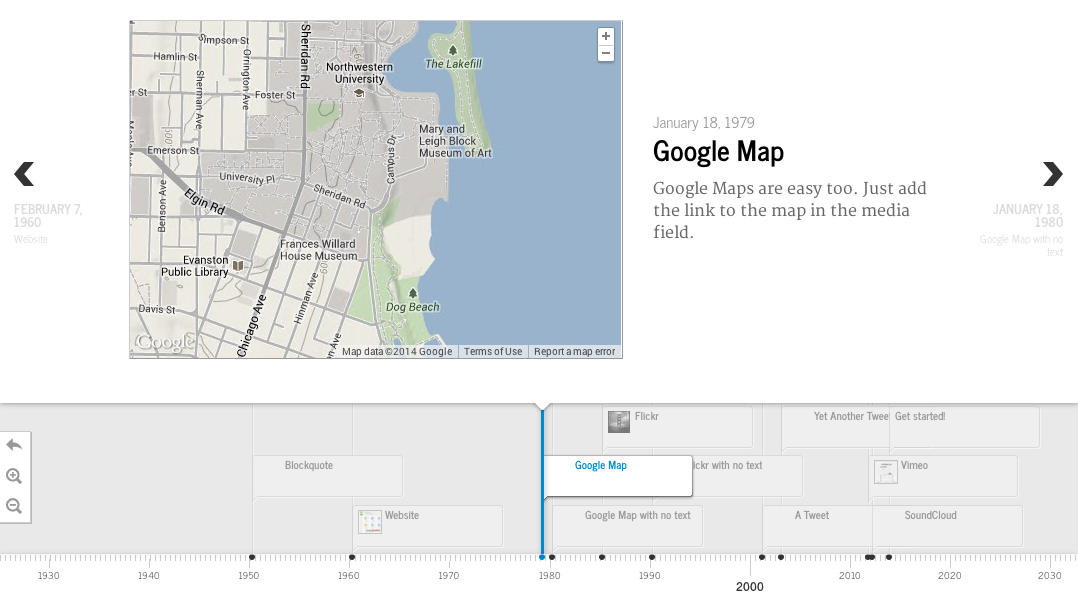 Simpson St
Sheridan Rd
Hamlin St
Orrington Ave
Sherman Ave
Northwestern
University
The Lakefill
+
−
er St
Foster St
Mary and
Leigh Block
Museum of Art
Campus Dr
Emerson St
University Pl
Sheridan Rd
Elgin Rd
Benson Ave
Frances Willard
House Museum
Evanston
Public Library
Hinman Ave
Chicago Ave
Davis St
Dog Beach
Google
Map data ©2014 Google
Terms of Use
Report a map error
January 18, 1979
Google Map
Google Maps are easy too. Just add
the link to the map in the media
field.
FEBRUARY 7,
1960
Website
JANUARY 18,
1980
Google Map with no
text
Flickr
Yet Another Twee
Get started!
Blockquote
Google Map
ickr with no text
Vimeo
Website
Google Map with no text
A Tweet
SoundCloud
1930
1940
1950
1960
1970
1980
1990
2000
2010
2020
2030